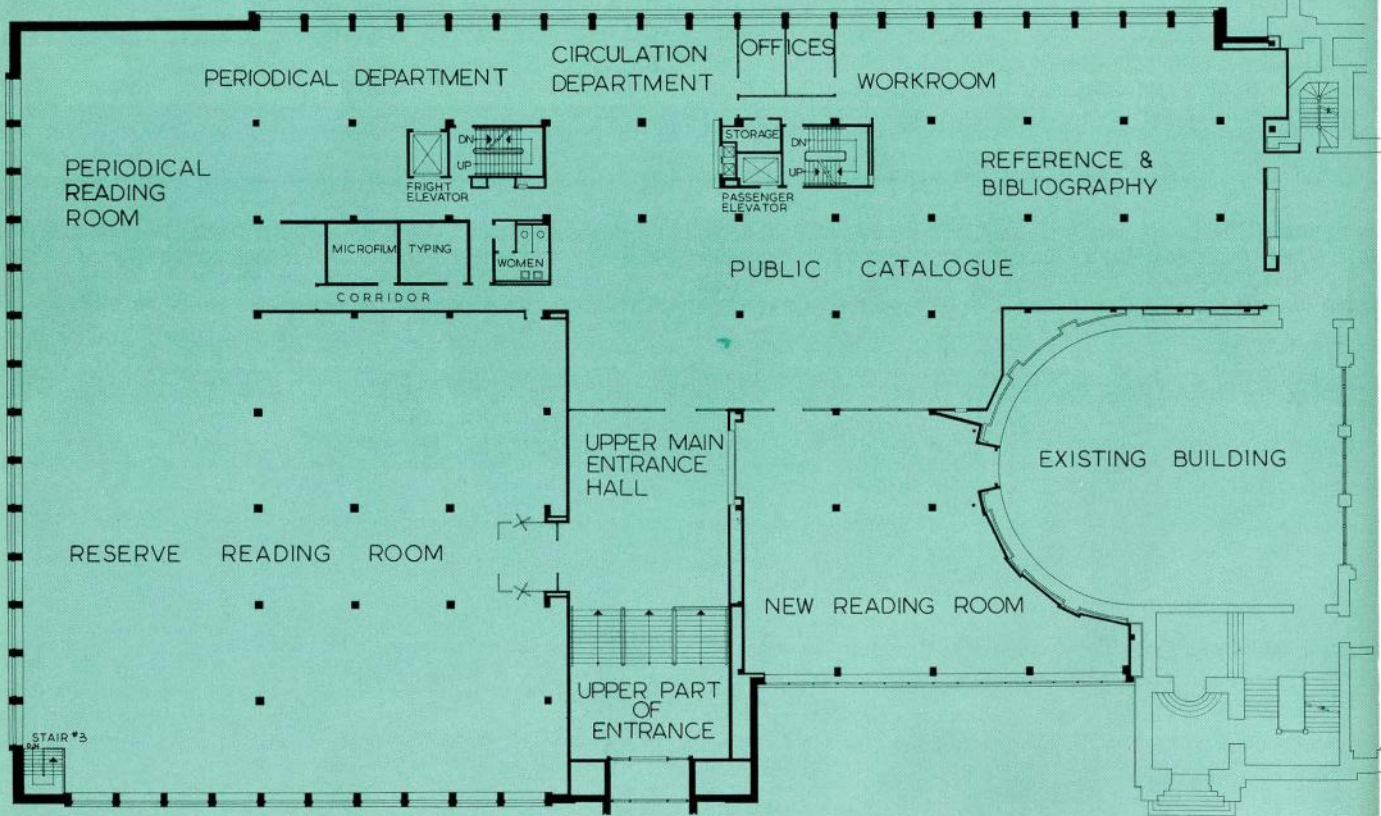 CIRCULATION
DEPARTMENT
OFFICES
PERIODICAL DEPARTMENT
WORKROOM
STORAGE
DN
UP
DN
UP
PERIODICAL
READING
ROOM
REFERENCE &
BIBLIOGRAPHY
FRIGHT
ELEVATOR
PASSENGER
ELEVATOR
MICROFILM
TYPING
WOMEN
PUBLIC CATALOGUE
CORRIDOR
UPPER MAIN
ENTRANCE
HALL
EXISTING BUILDING
RESERVE READING ROOM
NEW READING ROOM
UPPER PART
OF
ENTRANCE
STAIR #3